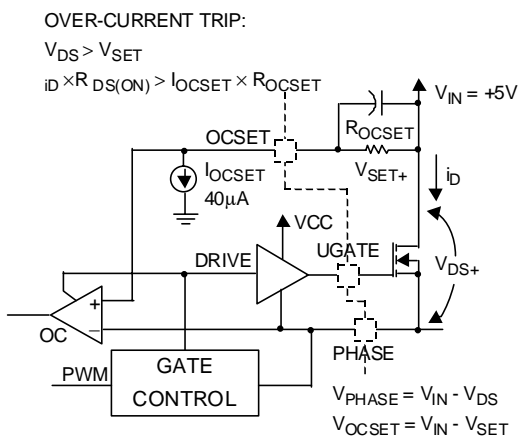 OVER-CURRENT TRIP:
VDS > VSET
iD ×RDS(ON) > IOCSET × ROCSET
VIN = +5V
OCSET
ROCSET
VSET+
iD
IOCSET
40μA
VCC
UGATE
DRIVE
VDS+
+
−
OC
PHASE
PWM
GATE
CONTROL
VPHASE = VIN - VDS
VOCSET = VIN - VSET